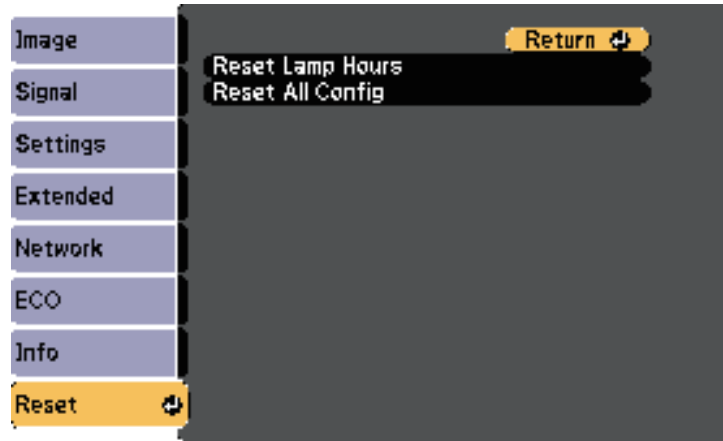 Image
Signal
Settings
Extended
Network
ECO
Info
Reset
Return
Reset Lamp Hours
Reset All Config